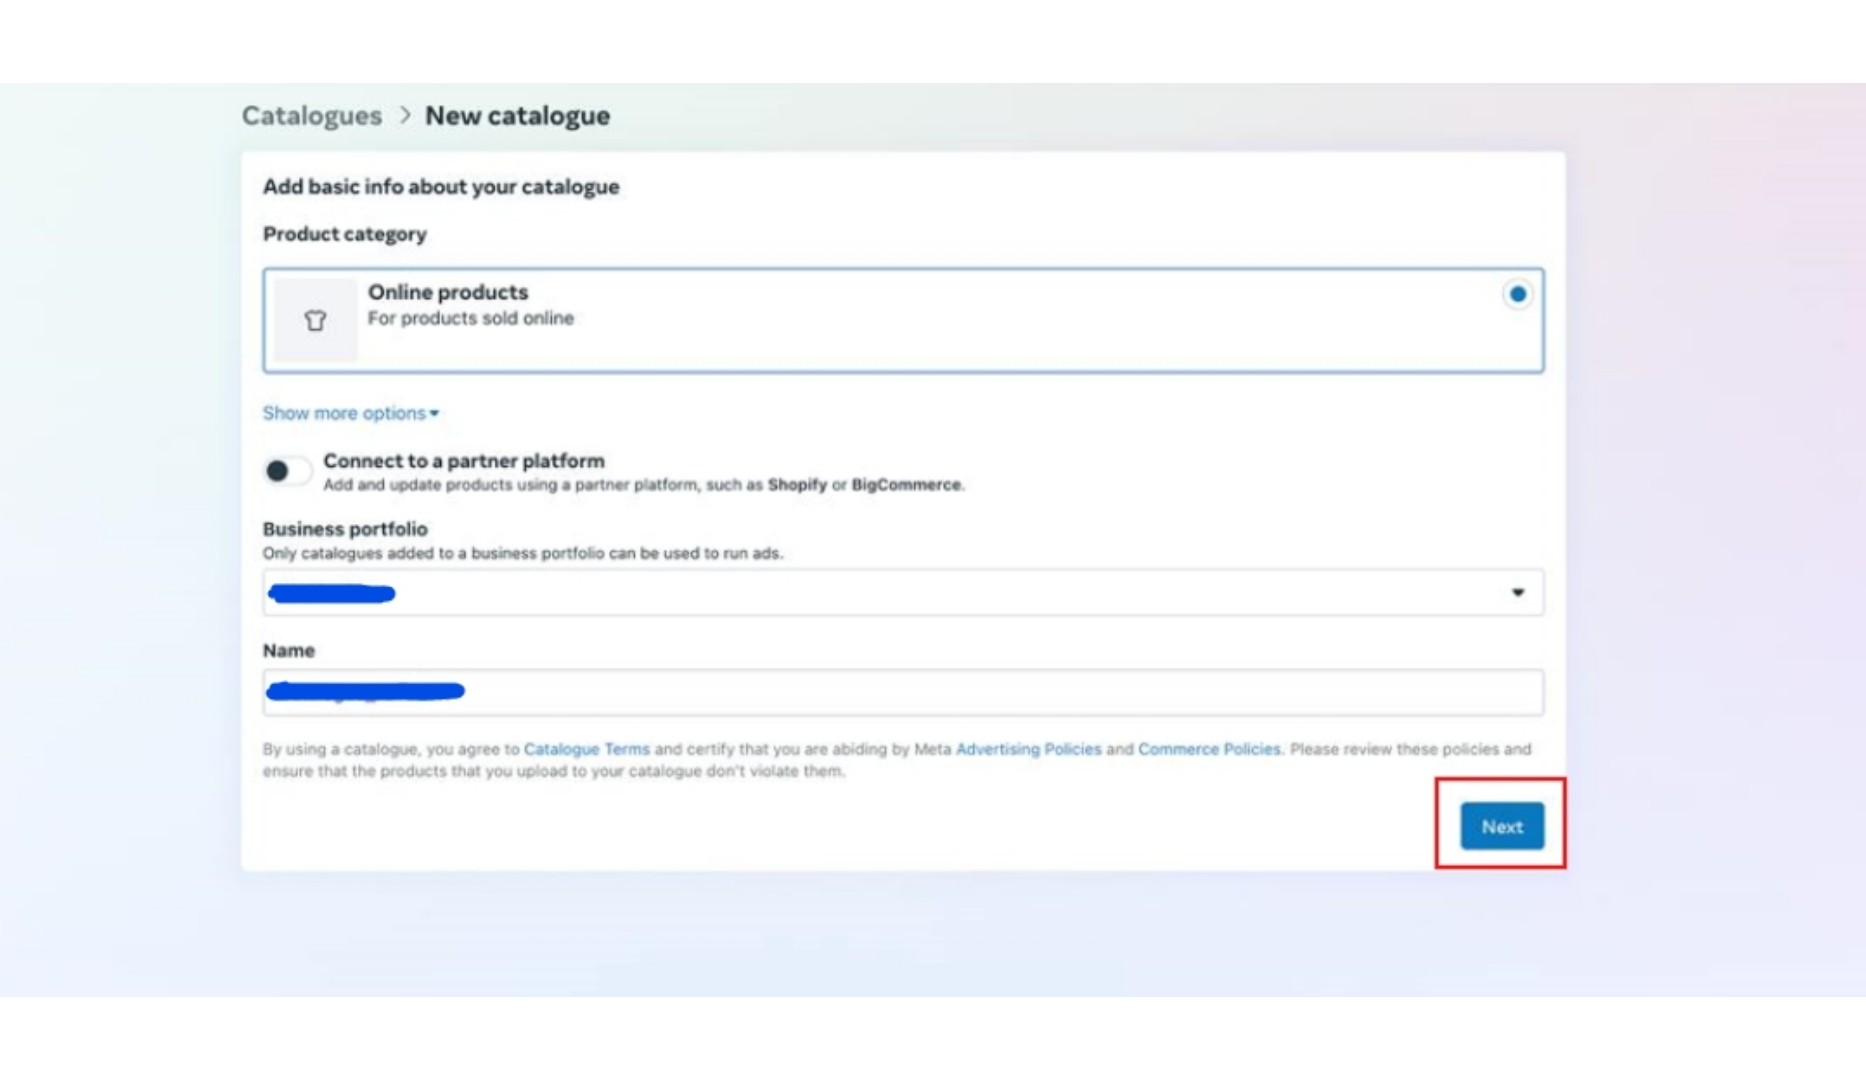 Catalogues > New catalogue
Add basic info about your catalogue
Product category
Online products
For products sold online
Show more options
Connect to a partner platform
Add and update products using a partner platform, such as Shopify or BigCommerce.
Business portfolio
Only catalogues added to a business portfolio can be used to run ads.
Name
By using a catalogue, you agree to Catalogue Terms and certify that you are abiding by Meta Advertising Policies and Commerce Policies. Please review these policies and
ensure that the products that you upload to your catalogue don't violate them.
Next